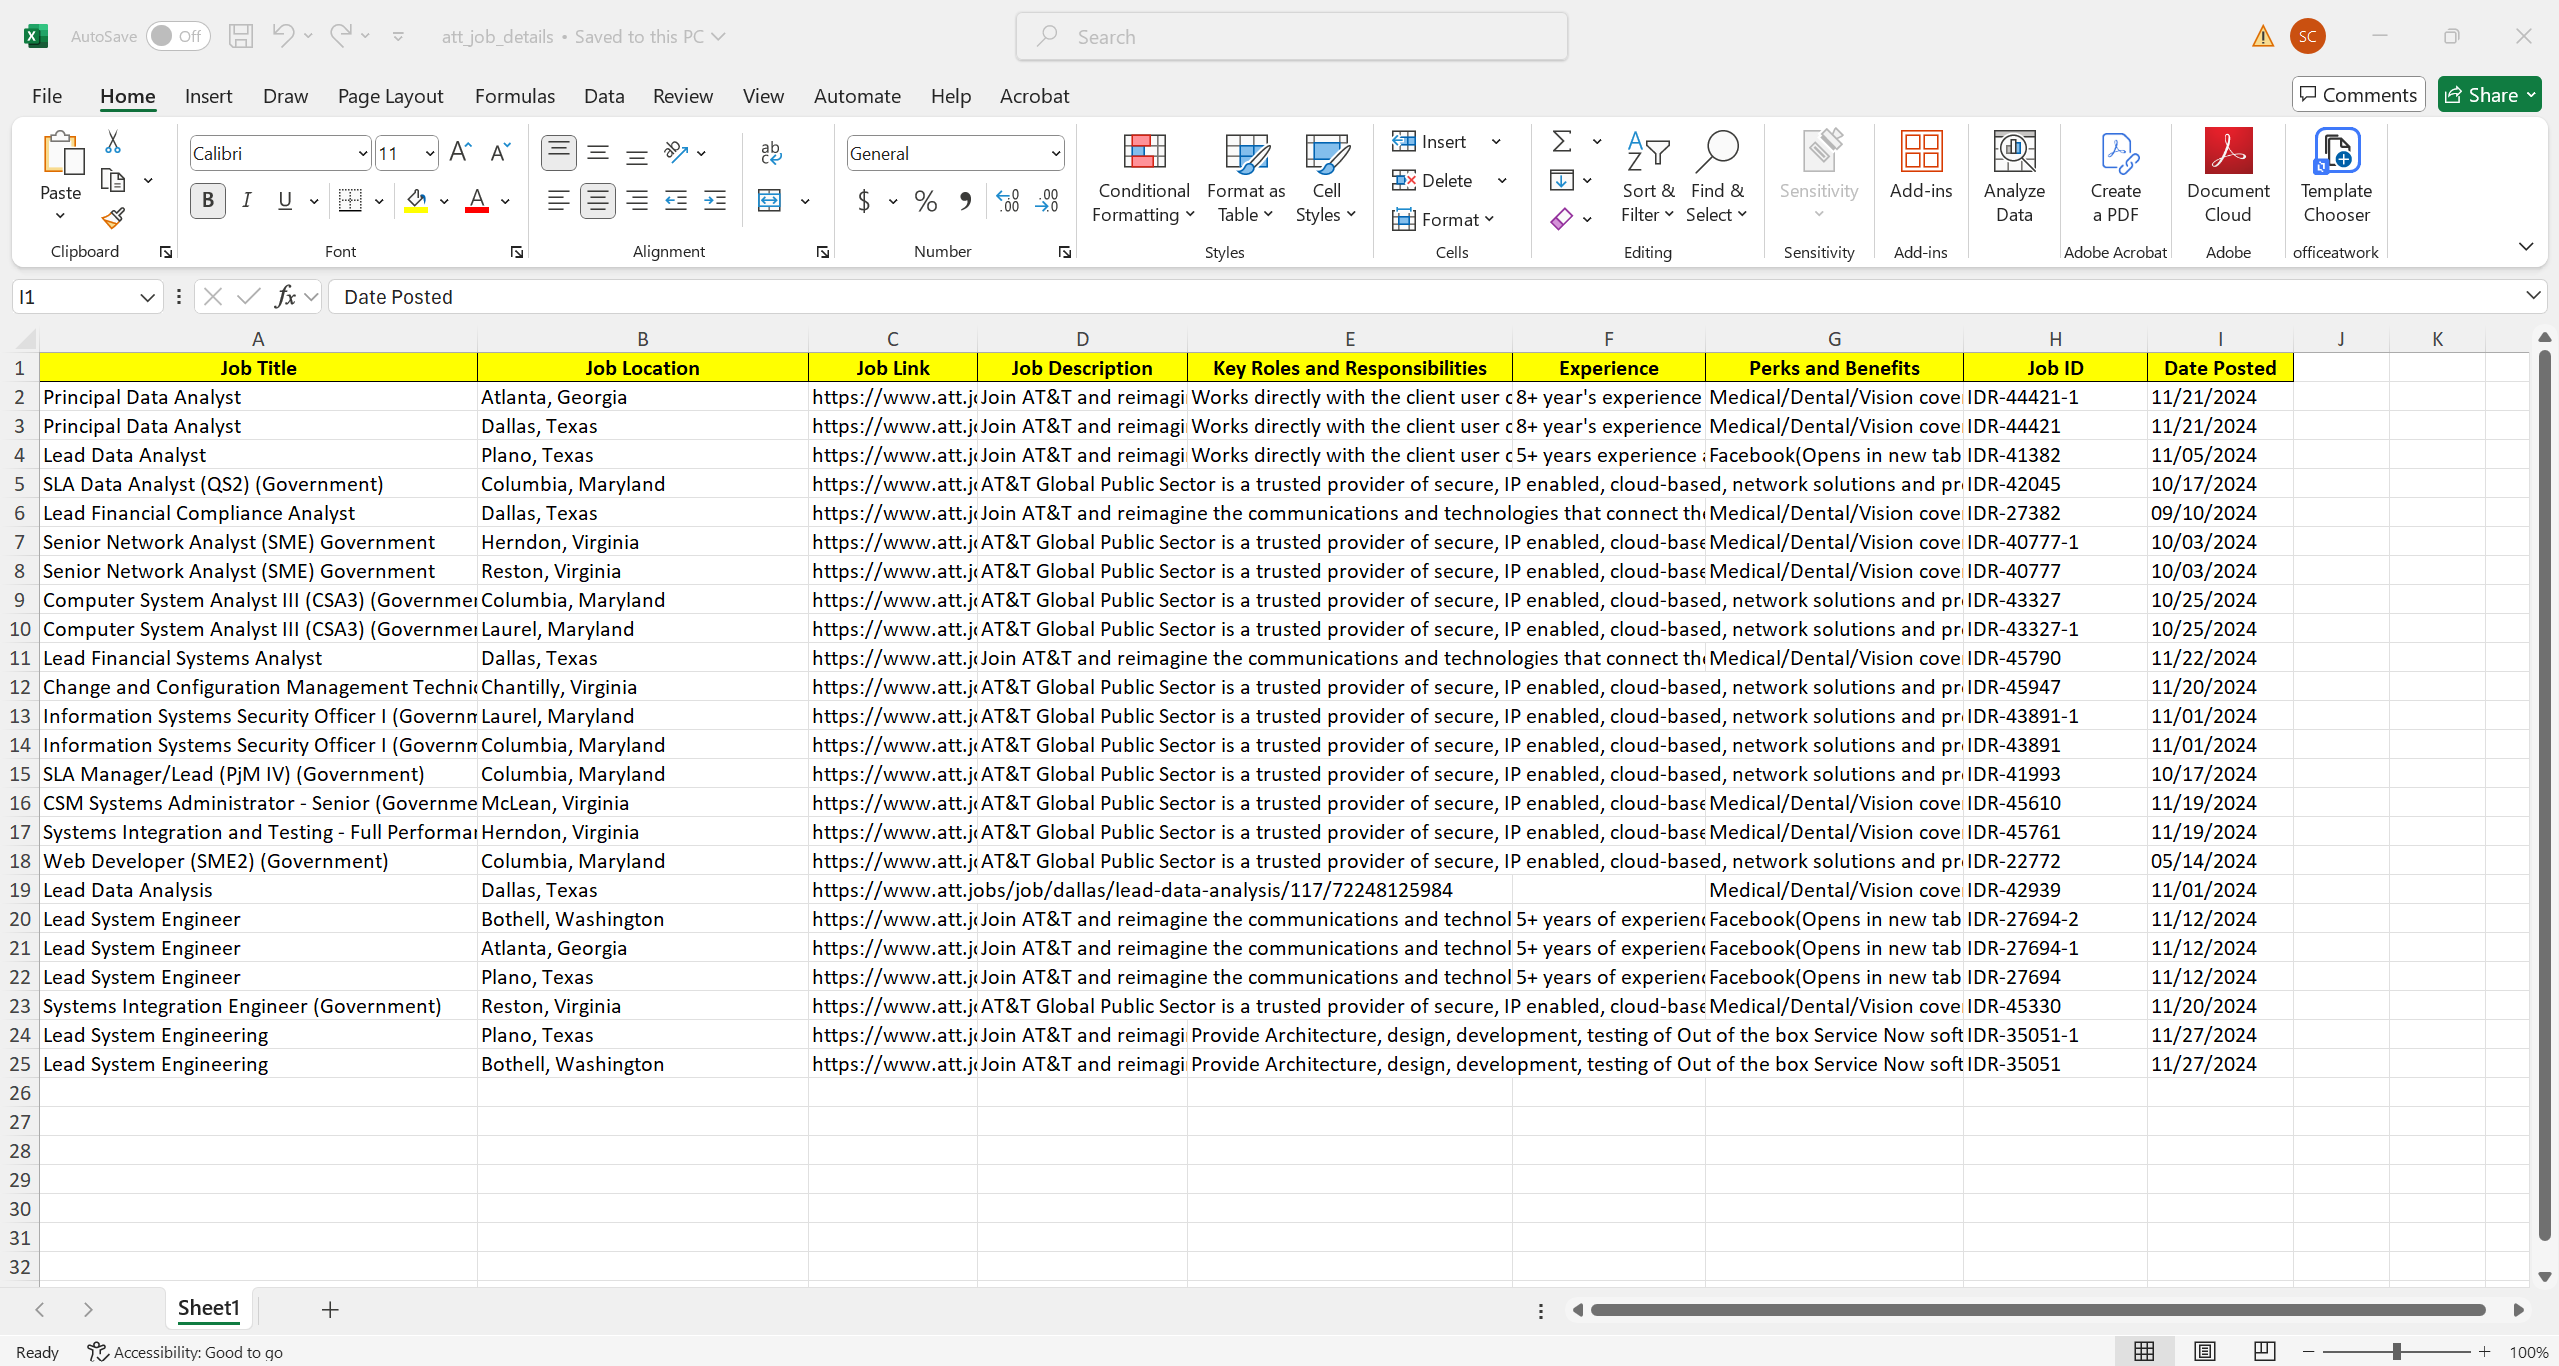 AutoSave Off att_job_details • Saved to this PC Search SC
File Home Insert Draw Page Layout Formulas Data Review View Automate Help Acrobat Comments Share
Paste Calibri 11 General Conditional Formatting Format as Table Cell Styles Insert Delete Format Sort & Filter Find & Select Sensitivity Add-ins Analyze Data Create a PDF Document Cloud Template Chooser
Clipboard Font Alignment Number Styles Cells Editing Sensitivity Add-ins Adobe Acrobat Adobe officeatwork
I1 fx Date Posted
A B C D E F G H I J K
1 Job Title Job Location Job Link Job Description Key Roles and Responsibilities Experience Perks and Benefits Job ID Date Posted
2 Principal Data Analyst Atlanta, Georgia https://www.att.jo Join AT&T and reimagi Works directly with the client user c 8+ year's experience Medical/Dental/Vision cove IDR-44421-1 11/21/2024
3 Principal Data Analyst Dallas, Texas https://www.att.jo Join AT&T and reimagi Works directly with the client user c 8+ year's experience Medical/Dental/Vision cove IDR-44421 11/21/2024
4 Lead Data Analyst Plano, Texas https://www.att.jo Join AT&T and reimagi Works directly with the client user c 5+ years experience Facebook(Opens in new tab IDR-41382 11/05/2024
5 SLA Data Analyst (QS2) (Government) Columbia, Maryland https://www.att.jo AT&T Global Public Sector is a trusted provider of secure, IP enabled, cloud-based, network solutions and pr IDR-42045 10/17/2024
6 Lead Financial Compliance Analyst Dallas, Texas https://www.att.jo Join AT&T and reimagine the communications and technologies that connect the Medical/Dental/Vision cove IDR-27382 09/10/2024
7 Senior Network Analyst (SME) Government Herndon, Virginia https://www.att.jo AT&T Global Public Sector is a trusted provider of secure, IP enabled, cloud-base Medical/Dental/Vision cove IDR-40777-1 10/03/2024
8 Senior Network Analyst (SME) Government Reston, Virginia https://www.att.jo AT&T Global Public Sector is a trusted provider of secure, IP enabled, cloud-base Medical/Dental/Vision cove IDR-40777 10/03/2024
9 Computer System Analyst III (CSA3) (Governmen Columbia, Maryland https://www.att.jo AT&T Global Public Sector is a trusted provider of secure, IP enabled, cloud-based, network solutions and pr IDR-43327 10/25/2024
10 Computer System Analyst III (CSA3) (Governmen Laurel, Maryland https://www.att.jo AT&T Global Public Sector is a trusted provider of secure, IP enabled, cloud-based, network solutions and pr IDR-43327-1 10/25/2024
11 Lead Financial Systems Analyst Dallas, Texas https://www.att.jo Join AT&T and reimagine the communications and technologies that connect the Medical/Dental/Vision cove IDR-45790 11/22/2024
12 Change and Configuration Management Technic Chantilly, Virginia https://www.att.jo AT&T Global Public Sector is a trusted provider of secure, IP enabled, cloud-based, network solutions and pr IDR-45947 11/20/2024
13 Information Systems Security Officer I (Governm Laurel, Maryland https://www.att.jo AT&T Global Public Sector is a trusted provider of secure, IP enabled, cloud-based, network solutions and pr IDR-43891-1 11/01/2024
14 Information Systems Security Officer I (Governm Columbia, Maryland https://www.att.jo AT&T Global Public Sector is a trusted provider of secure, IP enabled, cloud-based, network solutions and pr IDR-43891 11/01/2024
15 SLA Manager/Lead (PjM IV) (Government) Columbia, Maryland https://www.att.jo AT&T Global Public Sector is a trusted provider of secure, IP enabled, cloud-based, network solutions and pr IDR-41993 10/17/2024
16 CSM Systems Administrator - Senior (Governme McLean, Virginia https://www.att.jo AT&T Global Public Sector is a trusted provider of secure, IP enabled, cloud-base Medical/Dental/Vision cove IDR-45610 11/19/2024
17 Systems Integration and Testing - Full Performan Herndon, Virginia https://www.att.jo AT&T Global Public Sector is a trusted provider of secure, IP enabled, cloud-base Medical/Dental/Vision cove IDR-45761 11/19/2024
18 Web Developer (SME2) (Government) Columbia, Maryland https://www.att.jo AT&T Global Public Sector is a trusted provider of secure, IP enabled, cloud-based, network solutions and pr IDR-22772 05/14/2024
19 Lead Data Analysis Dallas, Texas https://www.att.jobs/job/dallas/lead-data-analysis/117/72248125984 Medical/Dental/Vision cove IDR-42939 11/01/2024
20 Lead System Engineer Bothell, Washington https://www.att.jo Join AT&T and reimagine the communications and technol 5+ years of experienc Facebook(Opens in new tab IDR-27694-2 11/12/2024
21 Lead System Engineer Atlanta, Georgia https://www.att.jo Join AT&T and reimagine the communications and technol 5+ years of experienc Facebook(Opens in new tab IDR-27694-1 11/12/2024
22 Lead System Engineer Plano, Texas https://www.att.jo Join AT&T and reimagine the communications and technol 5+ years of experienc Facebook(Opens in new tab IDR-27694 11/12/2024
23 Systems Integration Engineer (Government) Reston, Virginia https://www.att.jo AT&T Global Public Sector is a trusted provider of secure, IP enabled, cloud-base Medical/Dental/Vision cove IDR-45330 11/20/2024
24 Lead System Engineering Plano, Texas https://www.att.jo Join AT&T and reimagi Provide Architecture, design, development, testing of Out of the box Service Now soft IDR-35051-1 11/27/2024
25 Lead System Engineering Bothell, Washington https://www.att.jo Join AT&T and reimagi Provide Architecture, design, development, testing of Out of the box Service Now soft IDR-35051 11/27/2024
26
27
28
29
30
31
32
Sheet1
Ready Accessibility: Good to go 100%